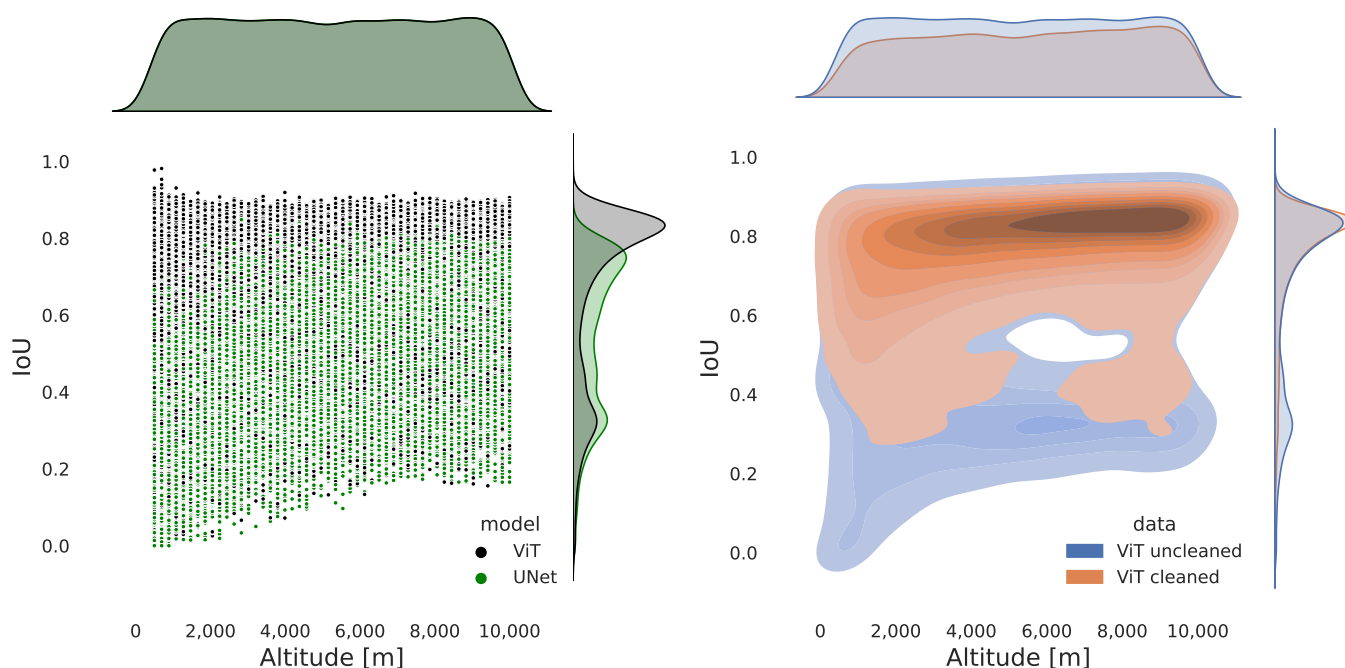 1.0
0.8
0.6
0.4
0.2
0.0
IoU
model
ViT
UNet
0 2,000 4,000 6,000 8,000 10,000
Altitude [m]
1.0
0.8
0.6
0.4
0.2
0.0
IoU
data
ViT uncleaned
ViT cleaned
0 2,000 4,000 6,000 8,000 10,000
Altitude [m]